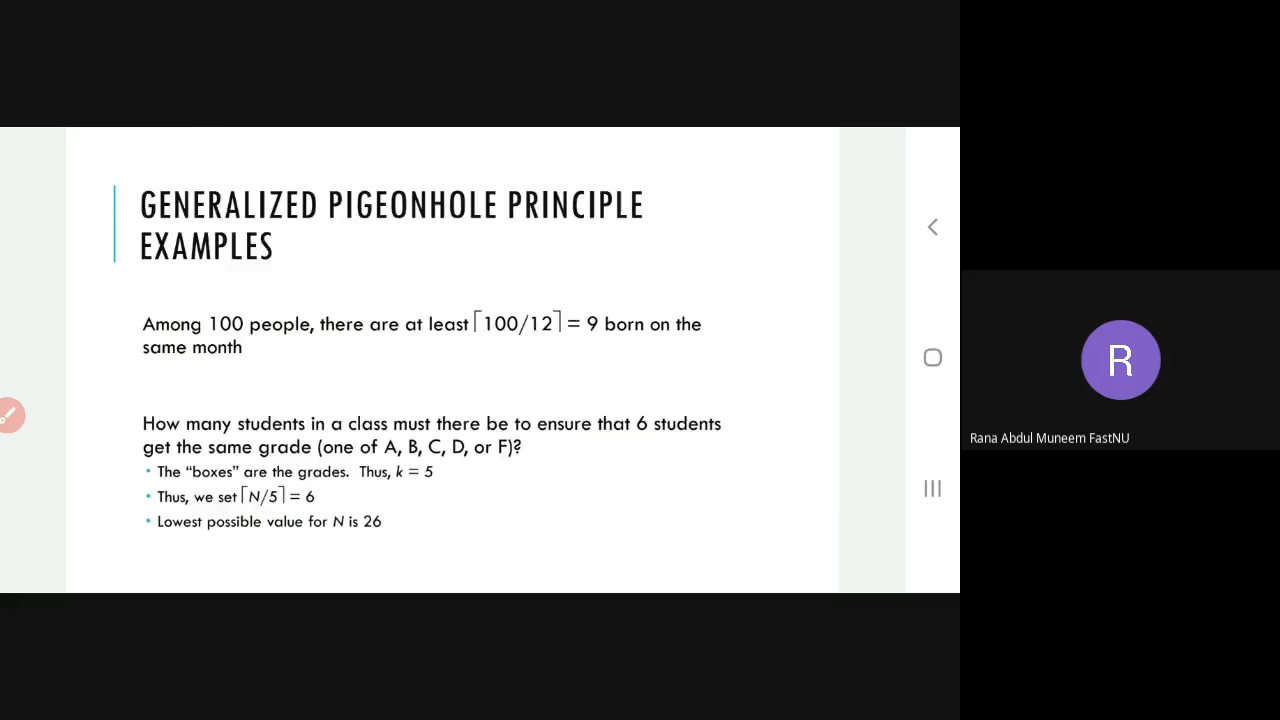 GENERALIZED PIGEONHOLE PRINCIPLE
EXAMPLES
Among 100 people, there are at least ⌈100/12⌉ = 9 born on the
same month
How many students in a class must there be to ensure that 6 students
get the same grade (one of A, B, C, D, or F)?
• The “boxes” are the grades. Thus, k = 5
• Thus, we set ⌈N/5⌉ = 6
• Lowest possible value for N is 26
R
Rana Abdul Muneem FastNU